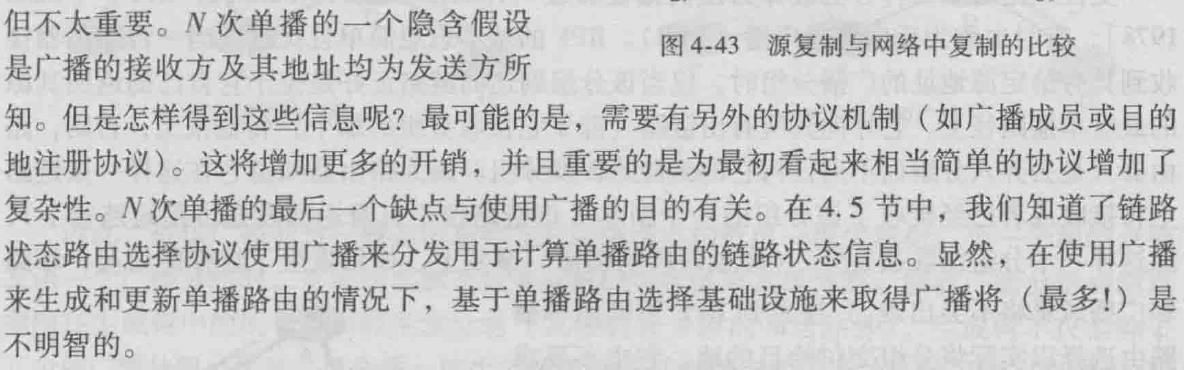 但不太重要。N 次单播的一个隐含假设
是广播的接收方及其地址均为发送方所
图 4-43 源复制与网络中复制的比较
知。但是怎样得到这些信息呢？最可能的是，需要有另外的协议机制（如广播成员或目的
地注册协议）。这将增加更多的开销，并且重要的是为最初看起来相当简单的协议增加了
复杂性。N 次单播的最后一个缺点与使用广播的目的有关。在 4.5 节中，我们知道了链路
状态路由选择协议使用广播来分发用于计算单播路由的链路状态信息。显然，在使用广播
来生成和更新单播路由的情况下，基于单播路由选择基础设施来取得广播将（最多！）是
不明智的。